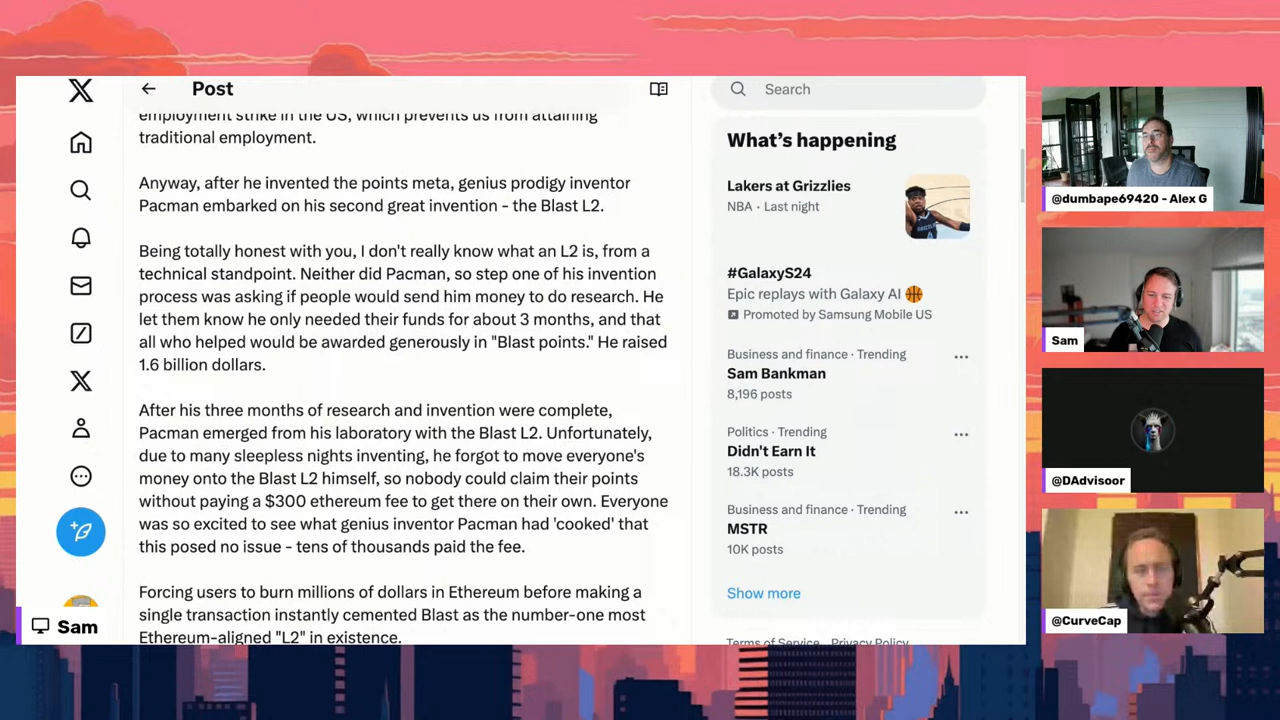 Post
employment strike in the US, which prevents us from attaining
traditional employment.
Anyway, after he invented the points meta, genius prodigy inventor
Pacman embarked on his second great invention - the Blast L2.
Being totally honest with you, I don't really know what an L2 is, from a
technical standpoint. Neither did Pacman, so step one of his invention
process was asking if people would send him money to do research. He
let them know he only needed their funds for about 3 months, and that
all who helped would be awarded generously in "Blast points." He raised
1.6 billion dollars.
After his three months of research and invention were complete,
Pacman emerged from his laboratory with the Blast L2. Unfortunately,
due to many sleepless nights inventing, he forgot to move everyone's
money onto the Blast L2 himself, so nobody could claim their points
without paying a $300 ethereum fee to get there on their own. Everyone
was so excited to see what genius inventor Pacman had 'cooked' that
this posed no issue - tens of thousands paid the fee.
Forcing users to burn millions of dollars in Ethereum before making a
single transaction instantly cemented Blast as the number-one most
Ethereum-aligned "L2" in existence.
Search
What's happening
Lakers at Grizzlies
NBA · Last night
#GalaxyS24
Epic replays with Galaxy AI 🏀
Promoted by Samsung Mobile US
Business and finance · Trending
Sam Bankman
8,196 posts
Politics · Trending
Didn't Earn It
18.3K posts
Business and finance · Trending
MSTR
10K posts
Show more
Terms of Service Privacy Policy
Sam
@dumbape69420 - Alex G
Sam
@DAdvisoor
@CurveCap